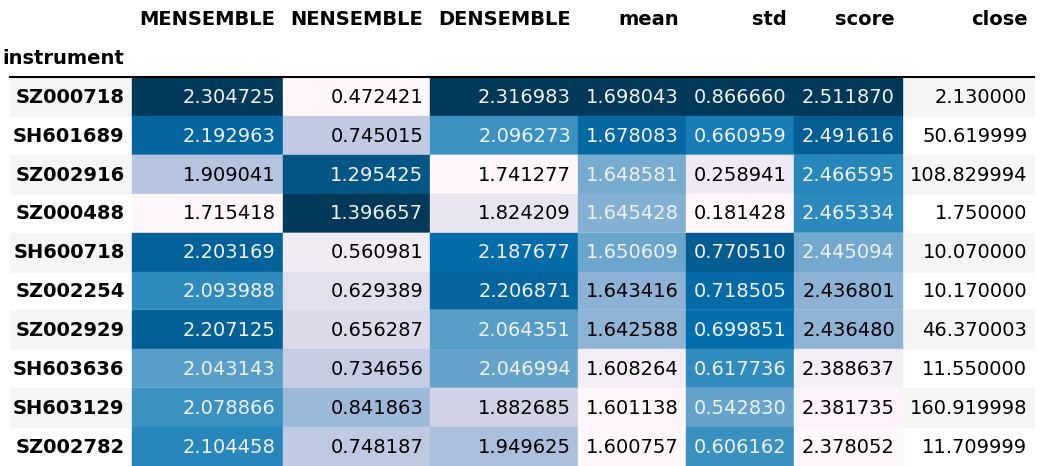 MENSEMBLE NENSEMBLE DENSEMBLE mean std score close
instrument
SZ000718 2.304725 0.472421 2.316983 1.698043 0.866660 2.511870 2.130000
SH601689 2.192963 0.745015 2.096273 1.678083 0.660959 2.491616 50.619999
SZ002916 1.909041 1.295425 1.741277 1.648581 0.258941 2.466595 108.829994
SZ000488 1.715418 1.396657 1.824209 1.645428 0.181428 2.465334 1.750000
SH600718 2.203169 0.560981 2.187677 1.650609 0.770510 2.445094 10.070000
SZ002254 2.093988 0.629389 2.206871 1.643416 0.718505 2.436801 10.170000
SZ002929 2.207125 0.656287 2.064351 1.642588 0.699851 2.436480 46.370003
SH603636 2.043143 0.734656 2.046994 1.608264 0.617736 2.388637 11.550000
SH603129 2.078866 0.841863 1.882685 1.601138 0.542830 2.381735 160.919998
SZ002782 2.104458 0.748187 1.949625 1.600757 0.606162 2.378052 11.709999